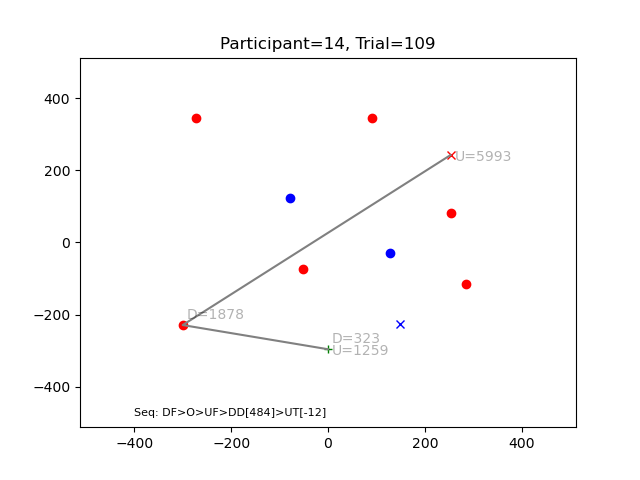 Participant=14, Trial=109
400
200
0
−200
−400
U=5993
D=1878
D=323
U=1259
Seq: DF>O>UF>DD[484]>UT[-12]
−400
−200
0
200
400